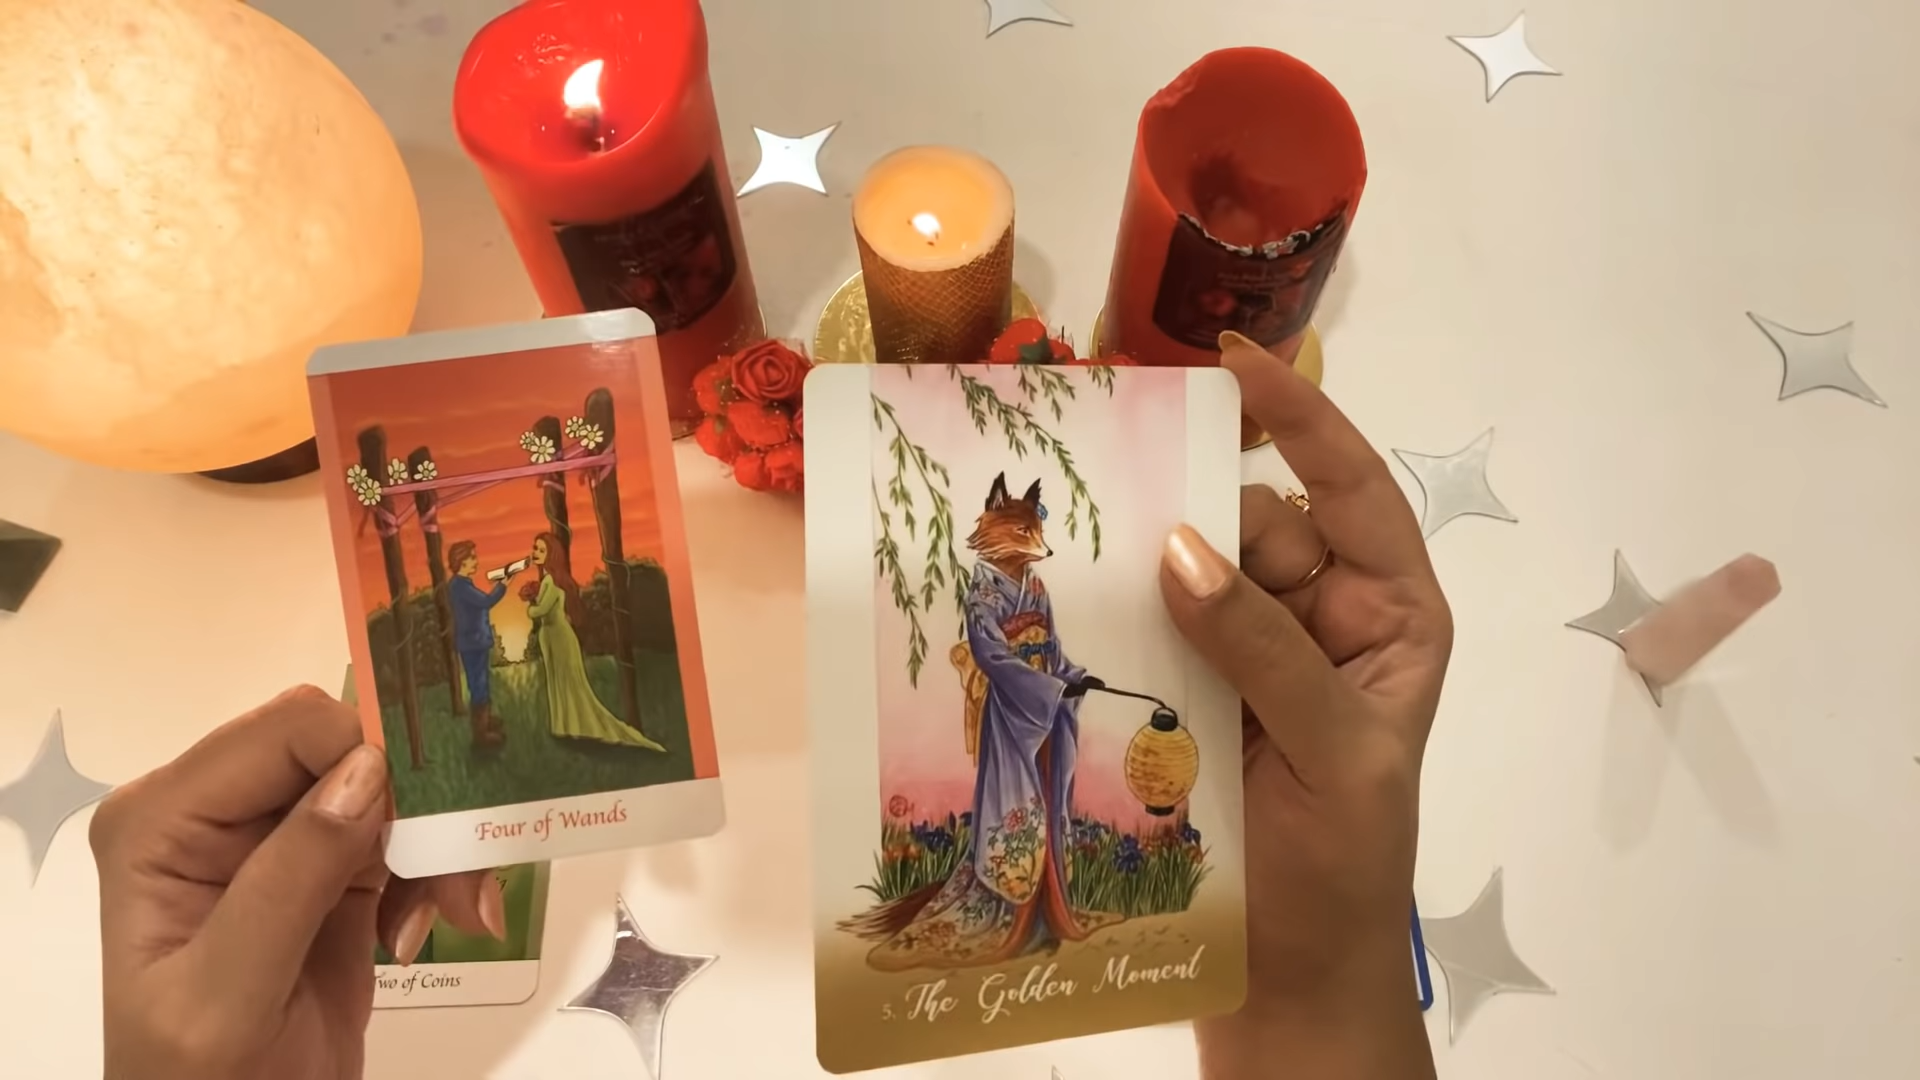 Four of Wands
Two of Coins
5. The Golden Moment